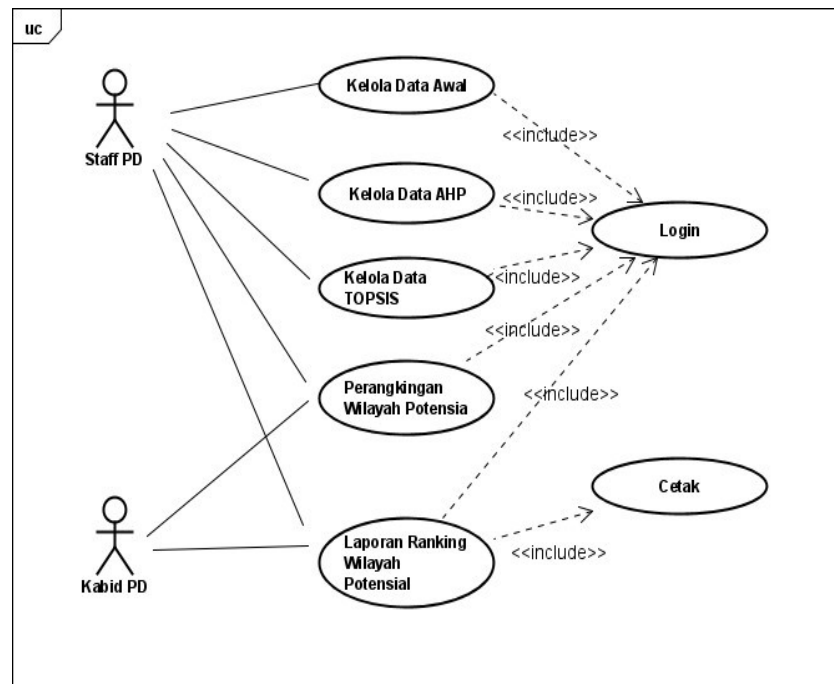 uc
Kelola Data Awal
<<include>>
Staff PD
Kelola Data AHP
<<include>>
Login
Kelola Data
TOPSIS
<<include>>
<<include>>
Perangkingan
Wilayah Potensia
<<include>>
Cetak
Laporan Ranking
Wilayah
Potensial
<<include>>
Kabid PD